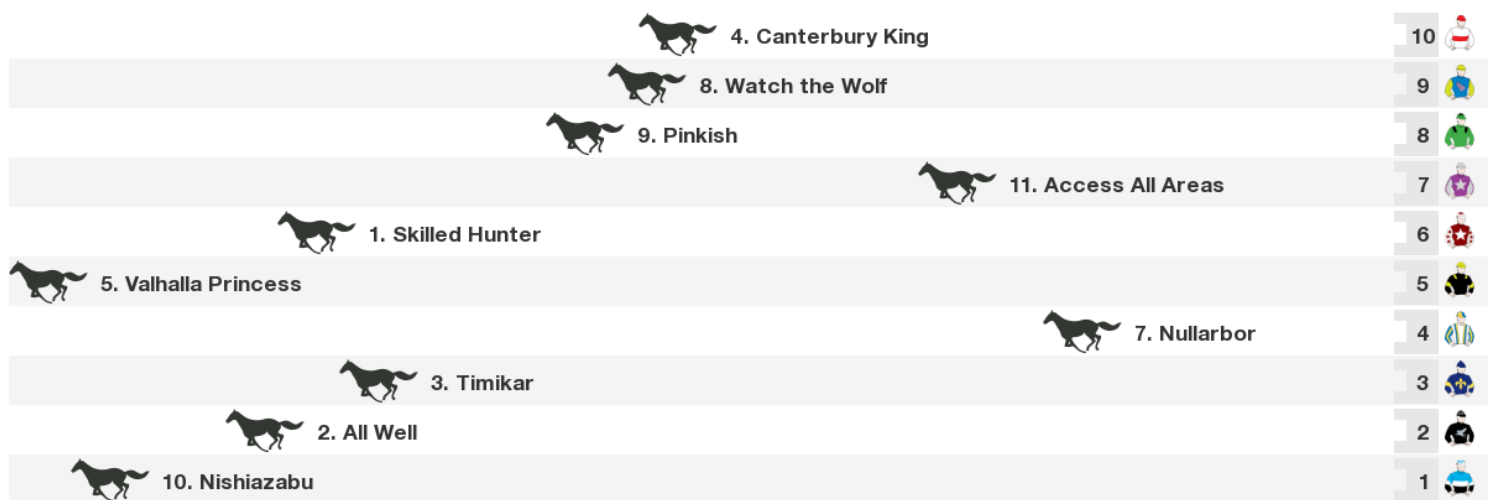 4. Canterbury King 10
8. Watch the Wolf 9
9. Pinkish 8
11. Access All Areas 7
1. Skilled Hunter 6
5. Valhalla Princess 5
7. Nullarbor 4
3. Timikar 3
2. All Well 2
10. Nishiazabu 1